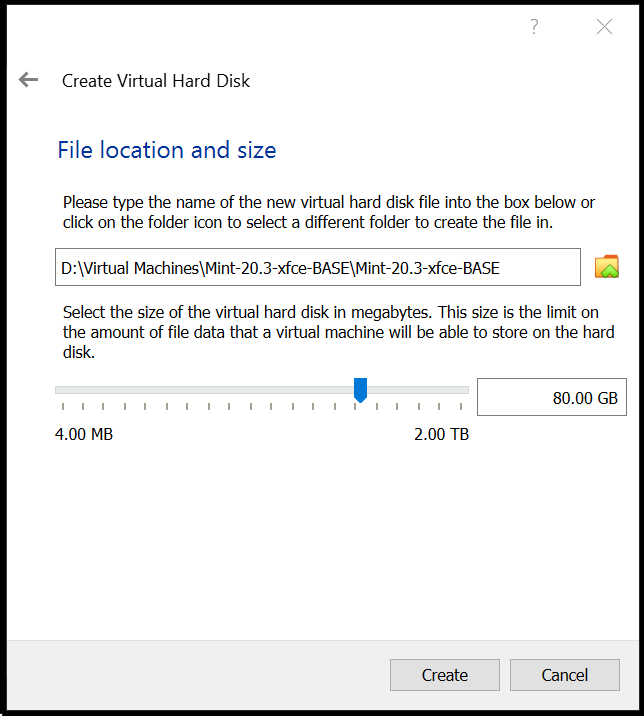 ?
Create Virtual Hard Disk
File location and size
Please type the name of the new virtual hard disk file into the box below or
click on the folder icon to select a different folder to create the file in.
D:\Virtual Machines\Mint-20.3-xfce-BASE\Mint-20.3-xfce-BASE
Select the size of the virtual hard disk in megabytes. This size is the limit on
the amount of file data that a virtual machine will be able to store on the hard
disk.
80.00 GB
4.00 MB 2.00 TB
Create Cancel